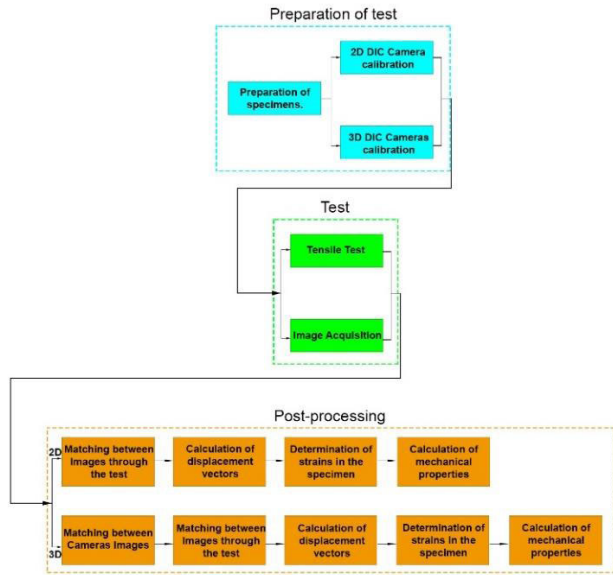 Preparation of test
2D DIC Camera
calibration
Preparation of
specimens.
3D DIC Cameras
calibration
Test
Tensile Test
Image Acquisition
Post-processing
2D
Matching between
Images through
the test
Calculation of
displacement
vectors
Determination of
strains in the
specimen
Calculation of
mechanical
properties
3D
Matching between
Cameras Images
Matching between
Images through
the test
Calculation of
displacement
vectors
Determination of
strains in the
specimen
Calculation of
mechanical
properties